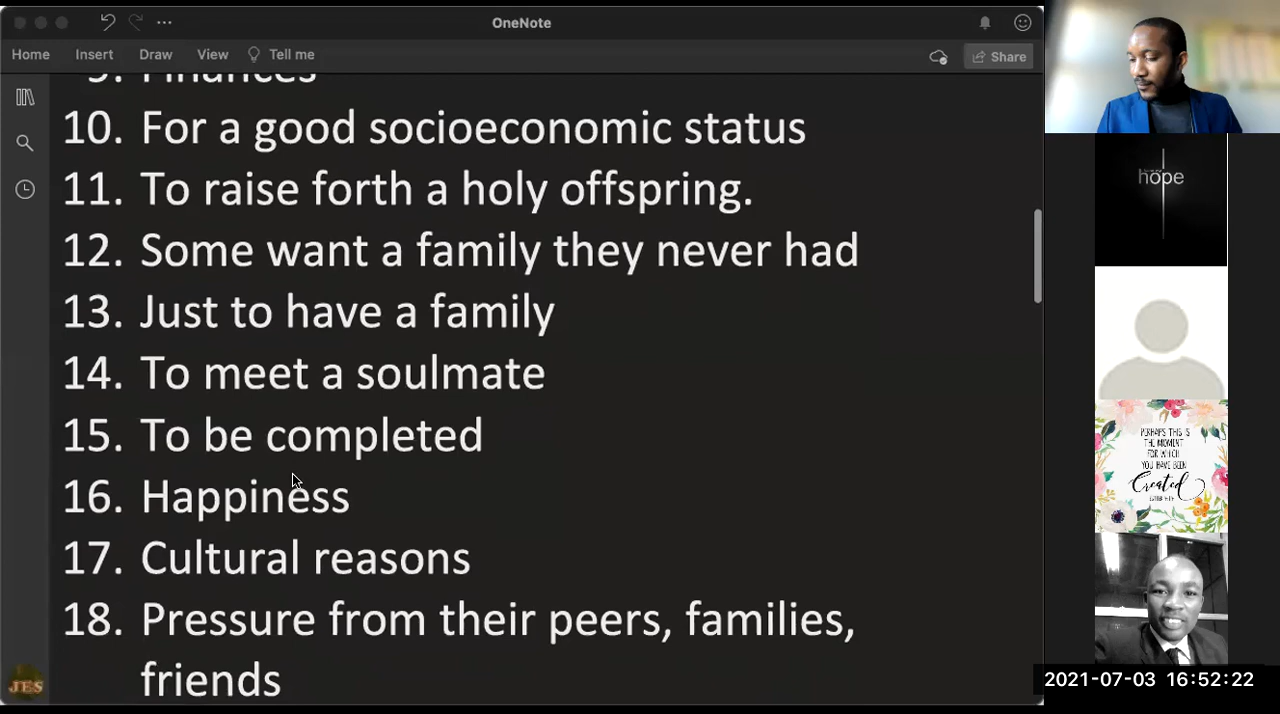 OneNote
Home Insert Draw View Tell me Share
9. Finances
10. For a good socioeconomic status
11. To raise forth a holy offspring.
12. Some want a family they never had
13. Just to have a family
14. To meet a soulmate
15. To be completed
16. Happiness
17. Cultural reasons
18. Pressure from their peers, families,
friends
JES
hope
PERHAPS THIS IS
THE MOMENT
FOR WHICH
YOU HAVE BEEN
Created
2021-07-03 16:52:22